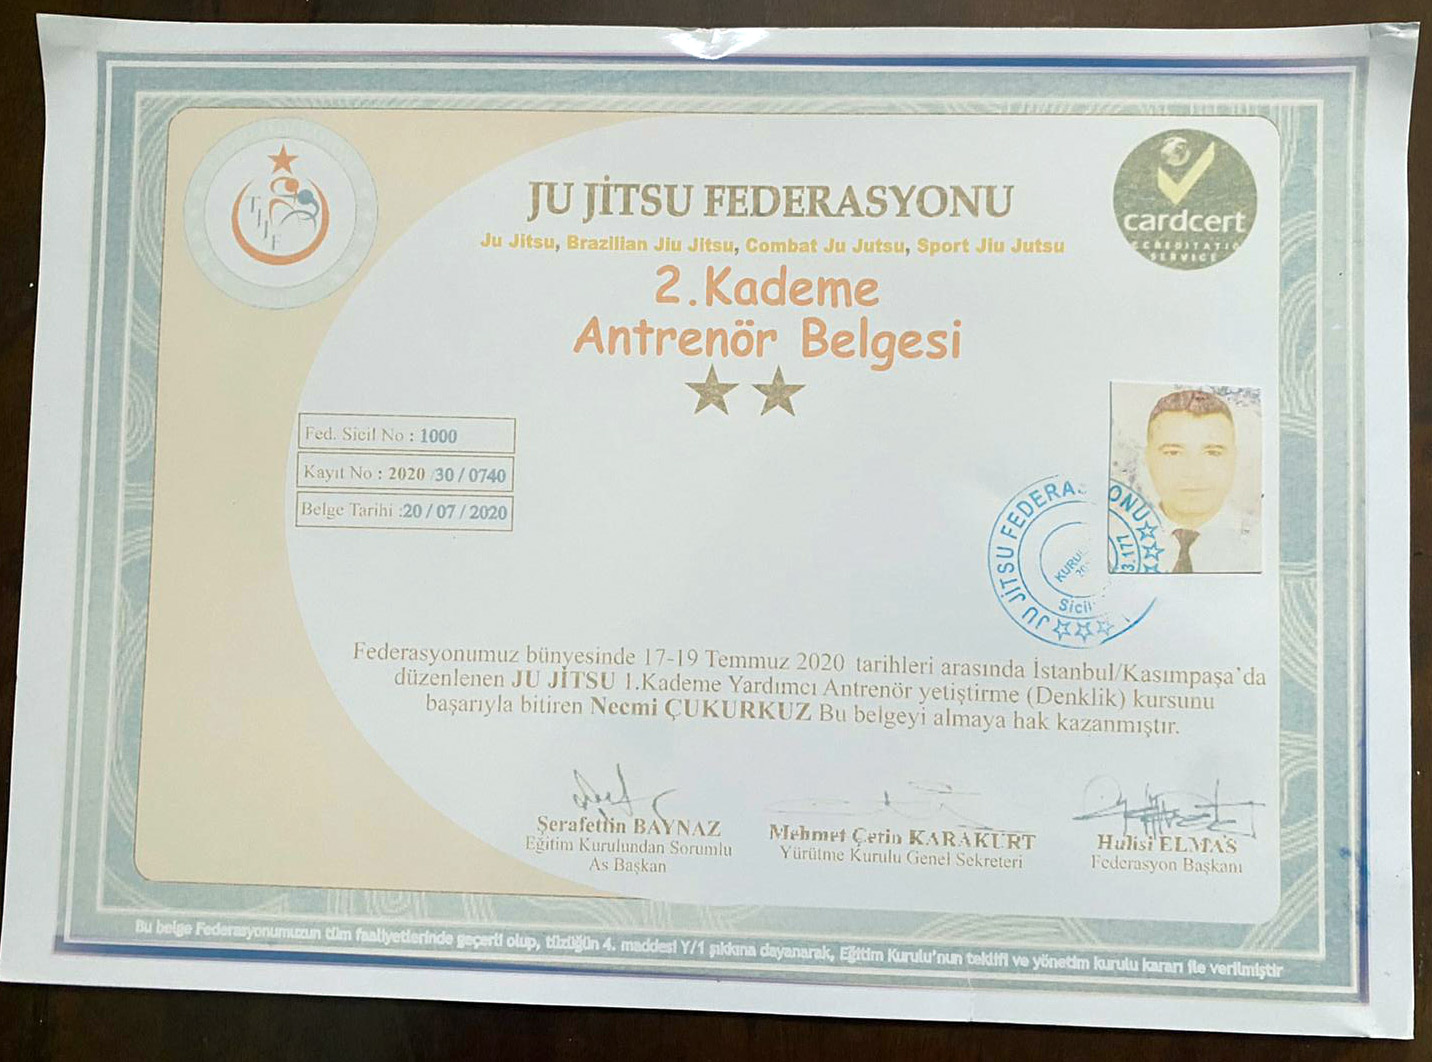 JU JİTSU FEDERASYONU
Ju Jitsu, Brazilian Jiu Jitsu, Combat Ju Jutsu, Sport Jiu Jutsu
2.Kademe
Antrenör Belgesi
cardcert
ACCREDITATION
SERVICE
Fed. Sicil No : 1000
Kayıt No : 2020 /30 / 0740
Belge Tarihi :20 / 07 / 2020
JU JİTSU FEDERASYONU
Sicil
3.171
Federasyonumuz bünyesinde 17-19 Temmuz 2020 tarihleri arasında İstanbul/Kasımpaşa'da
düzenlenen JU JİTSU 1.Kademe Yardımcı Antrenör yetiştirme (Denklik) kursunu
başarıyla bitiren Necmi ÇUKURKUZ Bu belgeyi almaya hak kazanmıştır.
Şerafettin BAYNAZ
Eğitim Kurulundan Sorumlu
As Başkan
Mehmet Çetin KARAKURT
Yürütme Kurulu Genel Sekreteri
Hulisi ELMAS
Federasyon Başkanı
Bu belge Federasyonumuzun tüm faaliyetlerinde geçerli olup, tüzüğün 4. maddesi Y/1 şıkkına dayanarak, Eğitim Kurulu'nun teklifi ve yönetim kurulu kararı ile verilmiştir